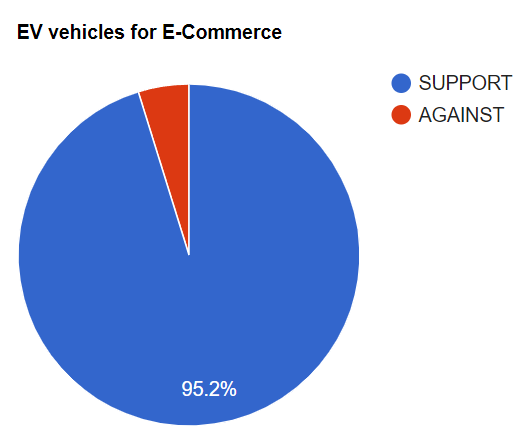 EV vehicles for E-Commerce
SUPPORT
AGAINST
95.2%